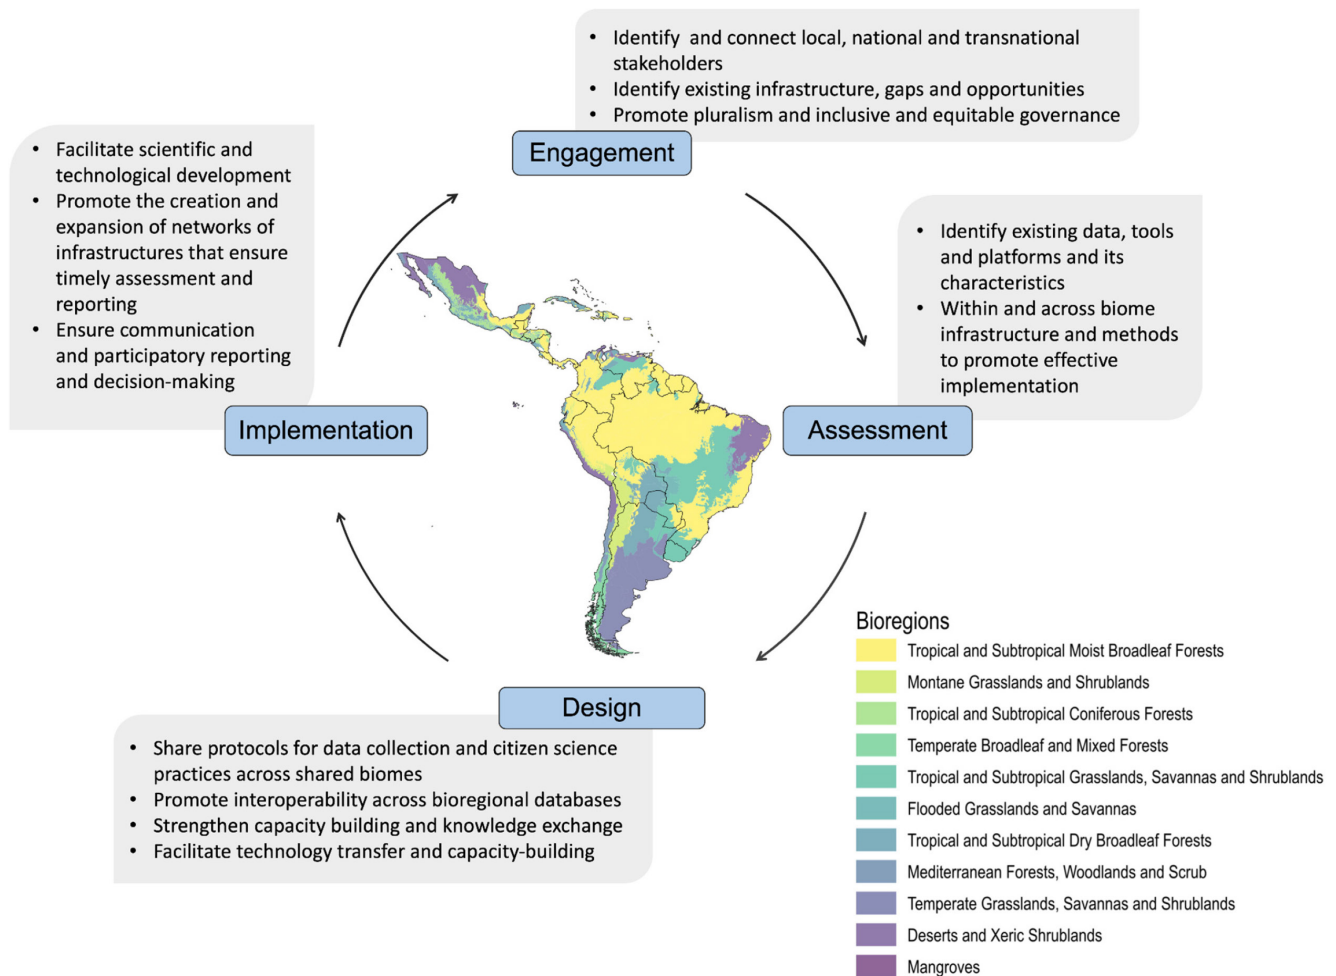 • Identify and connect local, national and transnational
stakeholders
• Identify existing infrastructure, gaps and opportunities
• Promote pluralism and inclusive and equitable governance
Engagement
• Facilitate scientific and
technological development
• Promote the creation and
expansion of networks of
infrastructures that ensure
timely assessment and
reporting
• Ensure communication
and participatory reporting
and decision-making
Implementation
• Identify existing data, tools
and platforms and its
characteristics
• Within and across biome
infrastructure and methods
to promote effective
implementation
Assessment
Design
• Share protocols for data collection and citizen science
practices across shared biomes
• Promote interoperability across bioregional databases
• Strengthen capacity building and knowledge exchange
• Facilitate technology transfer and capacity-building
Bioregions
Tropical and Subtropical Moist Broadleaf Forests
Montane Grasslands and Shrublands
Tropical and Subtropical Coniferous Forests
Temperate Broadleaf and Mixed Forests
Tropical and Subtropical Grasslands, Savannas and Shrublands
Flooded Grasslands and Savannas
Tropical and Subtropical Dry Broadleaf Forests
Mediterranean Forests, Woodlands and Scrub
Temperate Grasslands, Savannas and Shrublands
Deserts and Xeric Shrublands
Mangroves